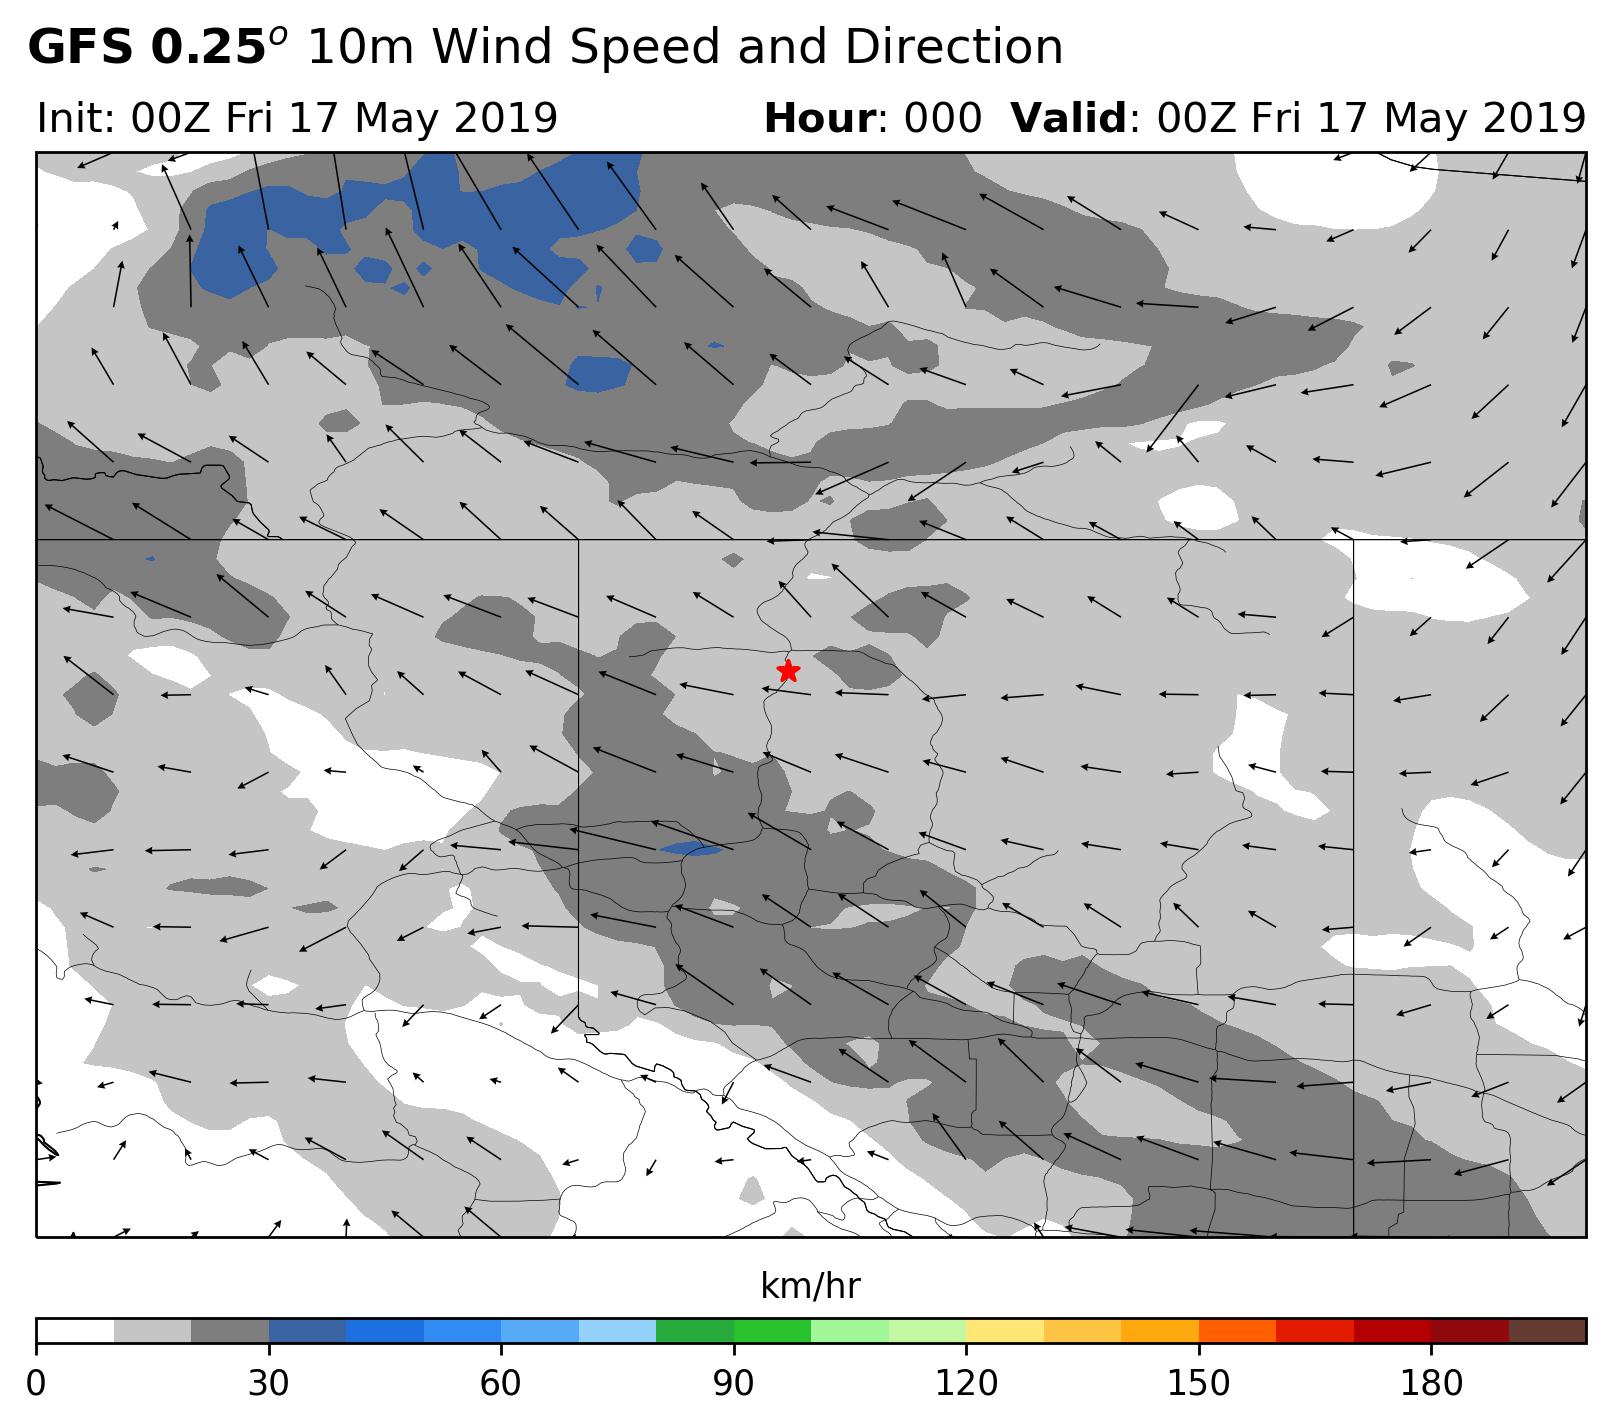 GFS 0.25° 10m Wind Speed and Direction
Init: 00Z Fri 17 May 2019 Hour: 000 Valid: 00Z Fri 17 May 2019
km/hr
0 30 60 90 120 150 180